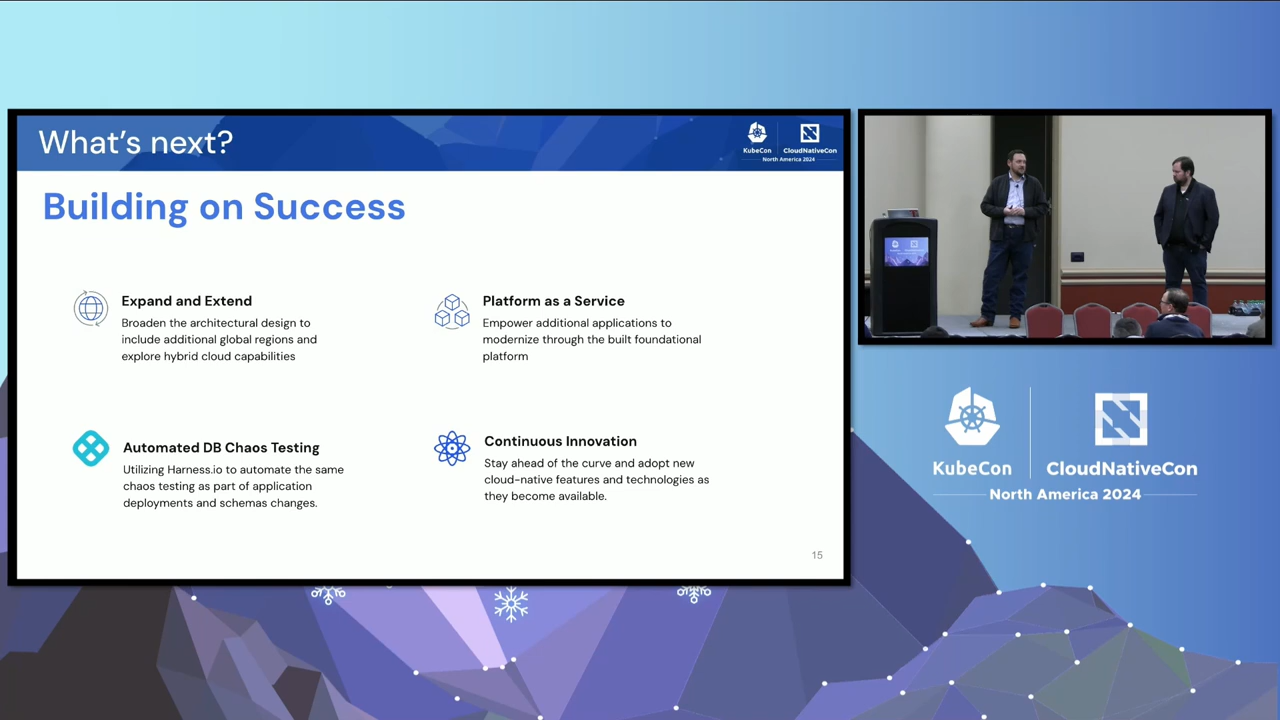 What's next?
KubeCon
CloudNativeCon
North America 2024
Building on Success
Expand and Extend
Broaden the architectural design to
include additional global regions and
explore hybrid cloud capabilities
Platform as a Service
Empower additional applications to
modernize through the built foundational
platform
Automated DB Chaos Testing
Utilizing Harness.io to automate the same
chaos testing as part of application
deployments and schemas changes.
Continuous Innovation
Stay ahead of the curve and adopt new
cloud-native features and technologies as
they become available.
15
KubeCon
CloudNativeCon
North America 2024